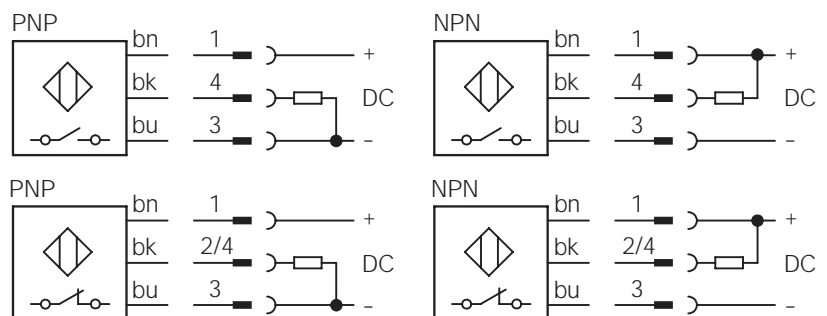 PNP
bn 1 +
bk 4 DC
bu 3 –
NPN
bn 1 +
bk 4 DC
bu 3 –
PNP
bn 1 +
bk 2/4 DC
bu 3 –
NPN
bn 1 +
bk 2/4 DC
bu 3 –